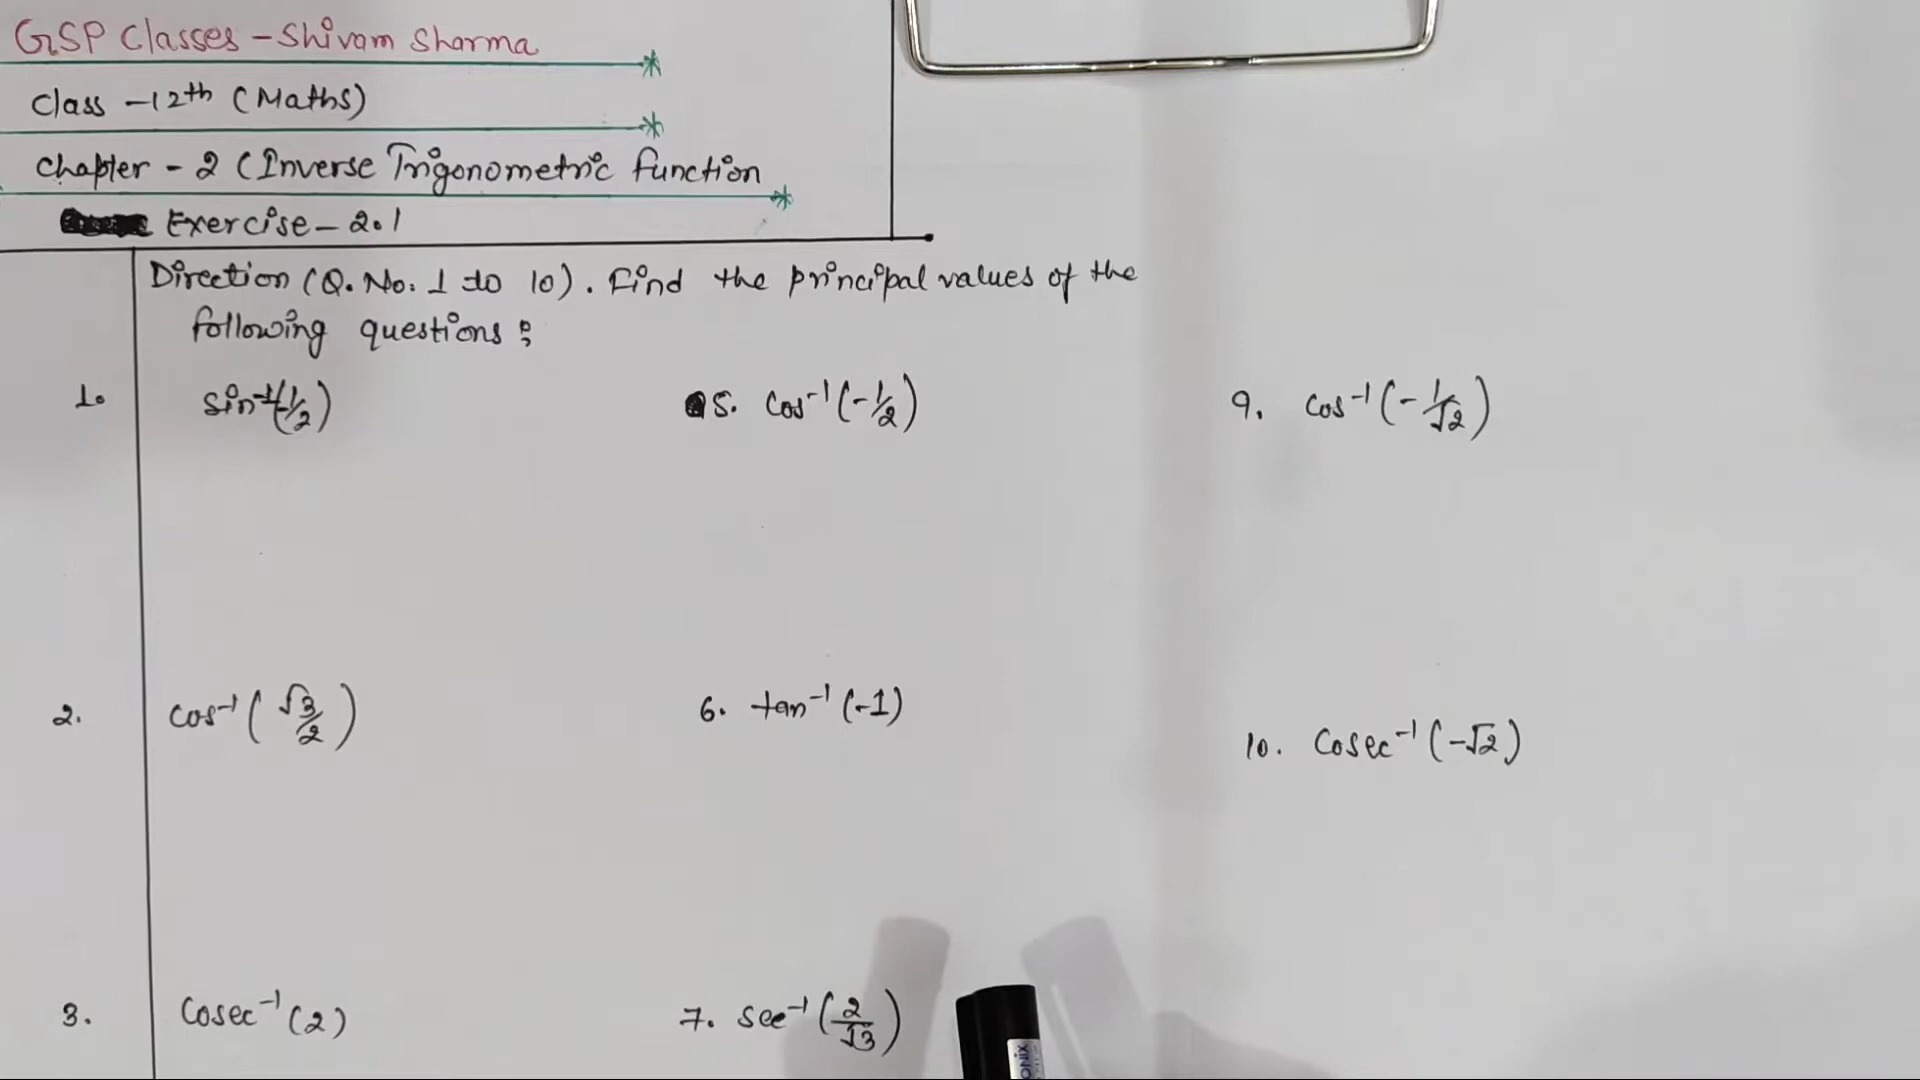 GSP Classes - Shivam Sharma
Class - 12th (Maths)
Chapter - 2 (Inverse Trigonometric function
Exercise - 2.1
Direction (Q. No. 1 to 10). Find the principal values of the
following questions :
1. sin⁻¹(-1/2) 5. cos⁻¹(-1/2) 9. cos⁻¹(-1/√2)
2. cos⁻¹(√3/2) 6. tan⁻¹(-1)
10. Cosec⁻¹(-√2)
3. Cosec⁻¹(2) 7. sec⁻¹(2/√3)